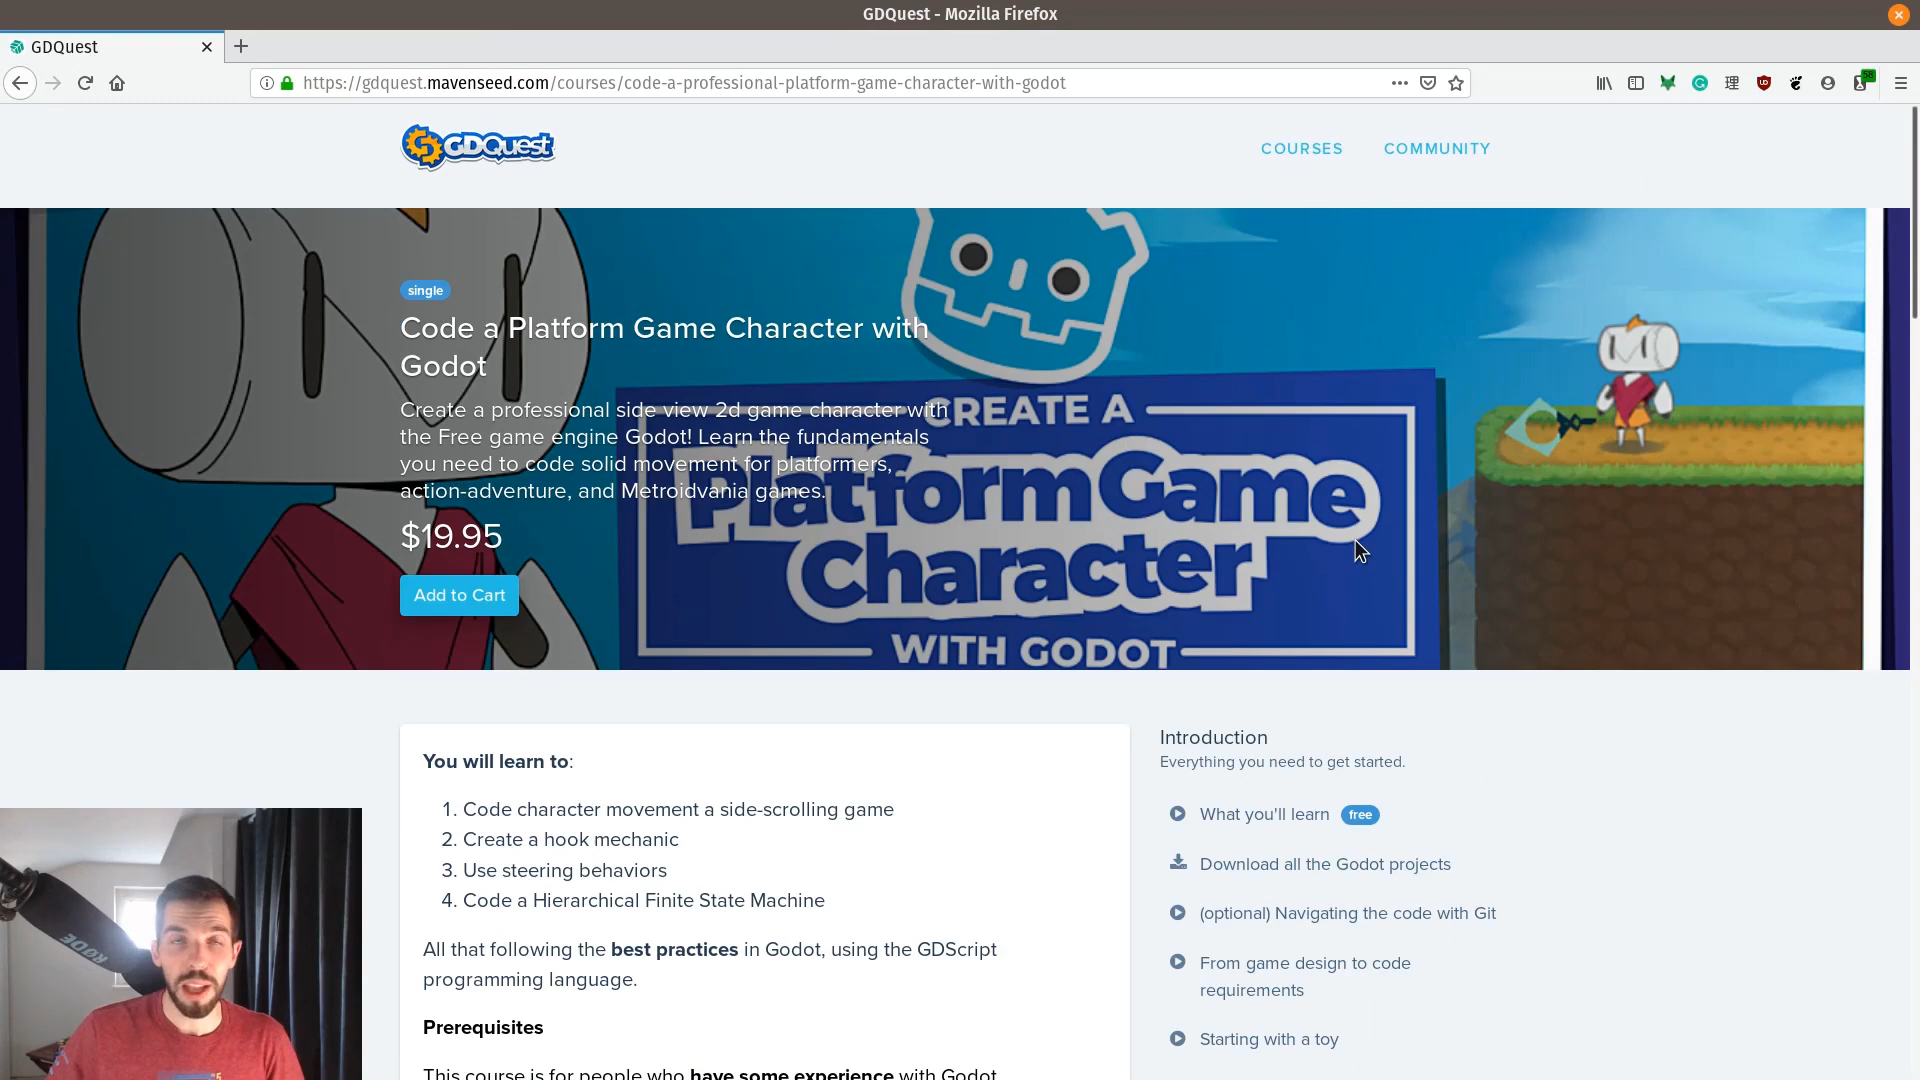 GDQuest - Mozilla Firefox
GDQuest
https://gdquest.mavenseed.com/courses/code-a-professional-platform-game-character-with-godot
58
GDQuest
COURSES
COMMUNITY
single
Code a Platform Game Character with
Godot
Create a professional side view 2d game character with
the Free game engine Godot! Learn the fundamentals
you need to code solid movement for platformers,
action-adventure, and Metroidvania games.
$19.95
Add to Cart
CREATE A
Platform Game
Character
WITH GODOT
You will learn to:
1. Code character movement a side-scrolling game
2. Create a hook mechanic
3. Use steering behaviors
4. Code a Hierarchical Finite State Machine
All that following the best practices in Godot, using the GDScript
programming language.
Prerequisites
This course is for people who have some experience with Godot
Introduction
Everything you need to get started.
What you'll learn free
Download all the Godot projects
(optional) Navigating the code with Git
From game design to code
requirements
Starting with a toy
RØDE